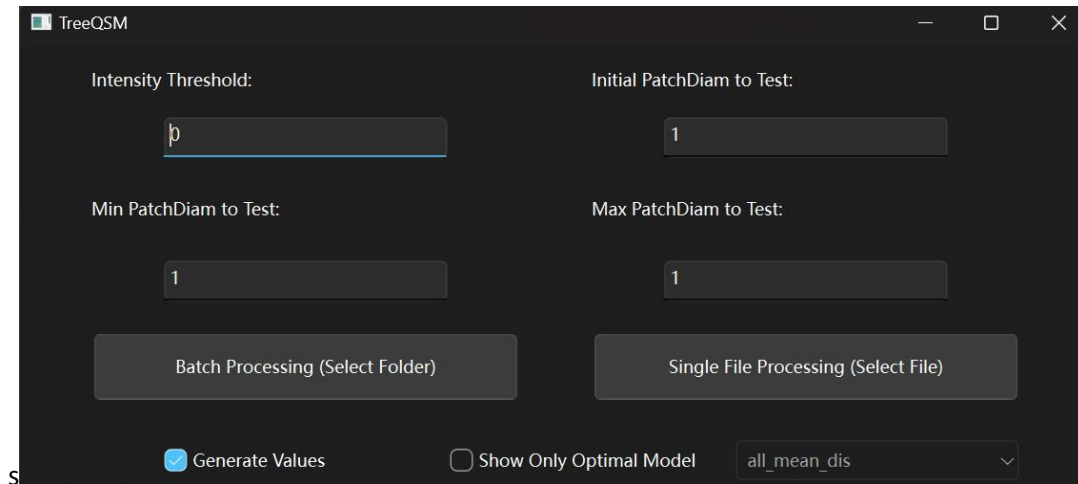 TreeQSM
Intensity Threshold: Initial PatchDiam to Test:
0 1
Min PatchDiam to Test: Max PatchDiam to Test:
1 1
Batch Processing (Select Folder) Single File Processing (Select File)
s Generate Values Show Only Optimal Model all_mean_dis